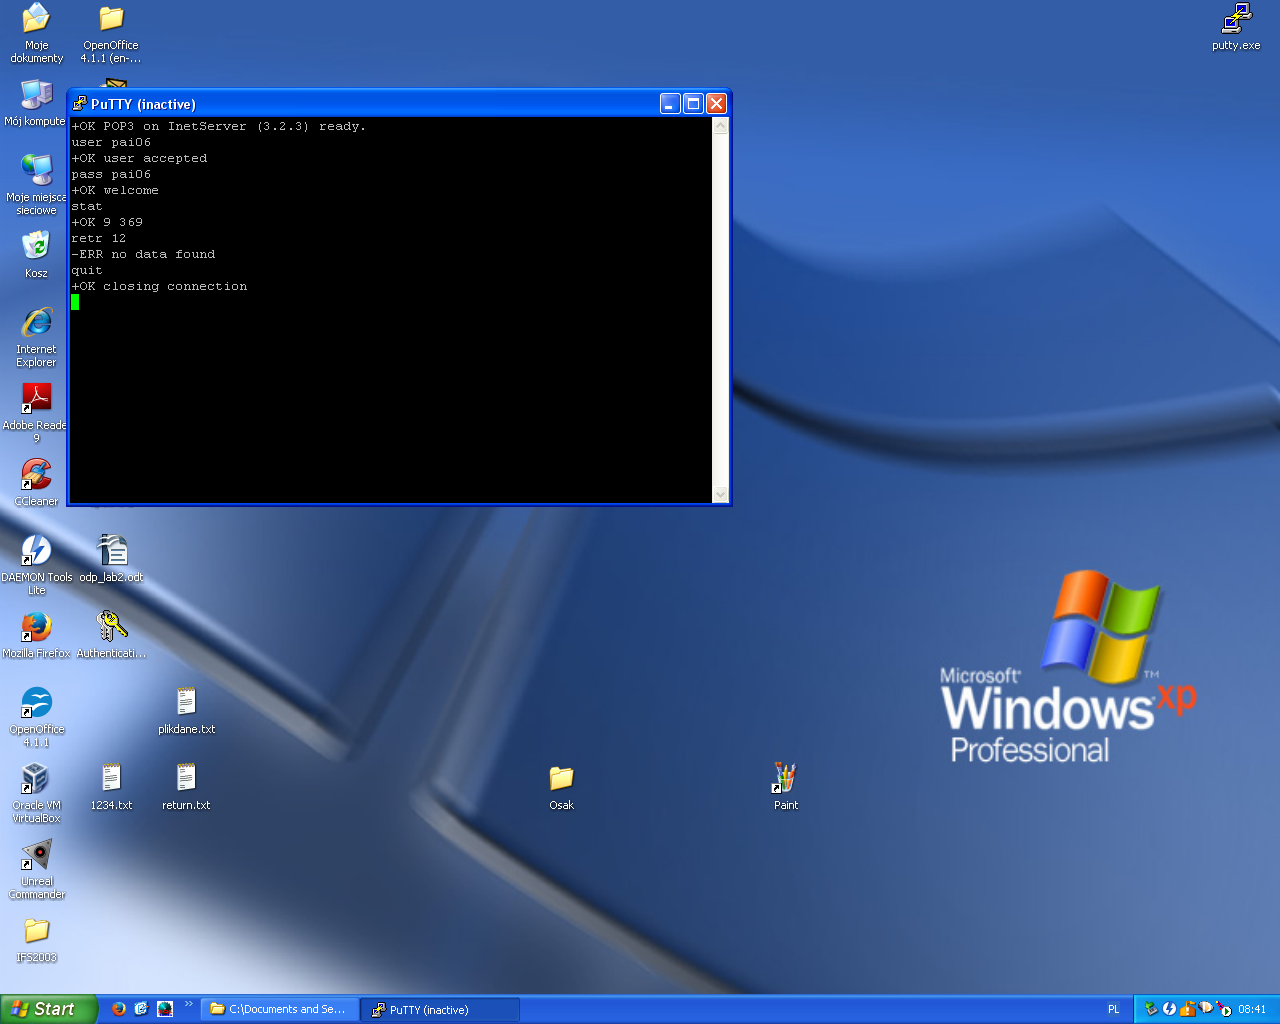 Moje
dokumenty
OpenOffice
4.1.1 (en-...
putty.exe
Mój kompute
Moje miejsca
sieciowe
Kosz
Internet
Explorer
Adobe Reade
9
CCleaner
DAEMON Tools
Lite
odp_lab2.odt
Mozilla Firefox
Authenticati...
OpenOffice
4.1.1
plikdane.txt
Oracle VM
VirtualBox
1234.txt
return.txt
Osak
Paint
Unreal
Commander
IFS2003
PuTTY (inactive)
+OK POP3 on InetServer (3.2.3) ready.
user pai06
+OK user accepted
pass pai06
+OK welcome
stat
+OK 9 369
retr 12
-ERR no data found
quit
+OK closing connection
Microsoft®
Windows xp ™
Professional
Start
C:\Documents and Se...
PuTTY (inactive)
PL
08:41